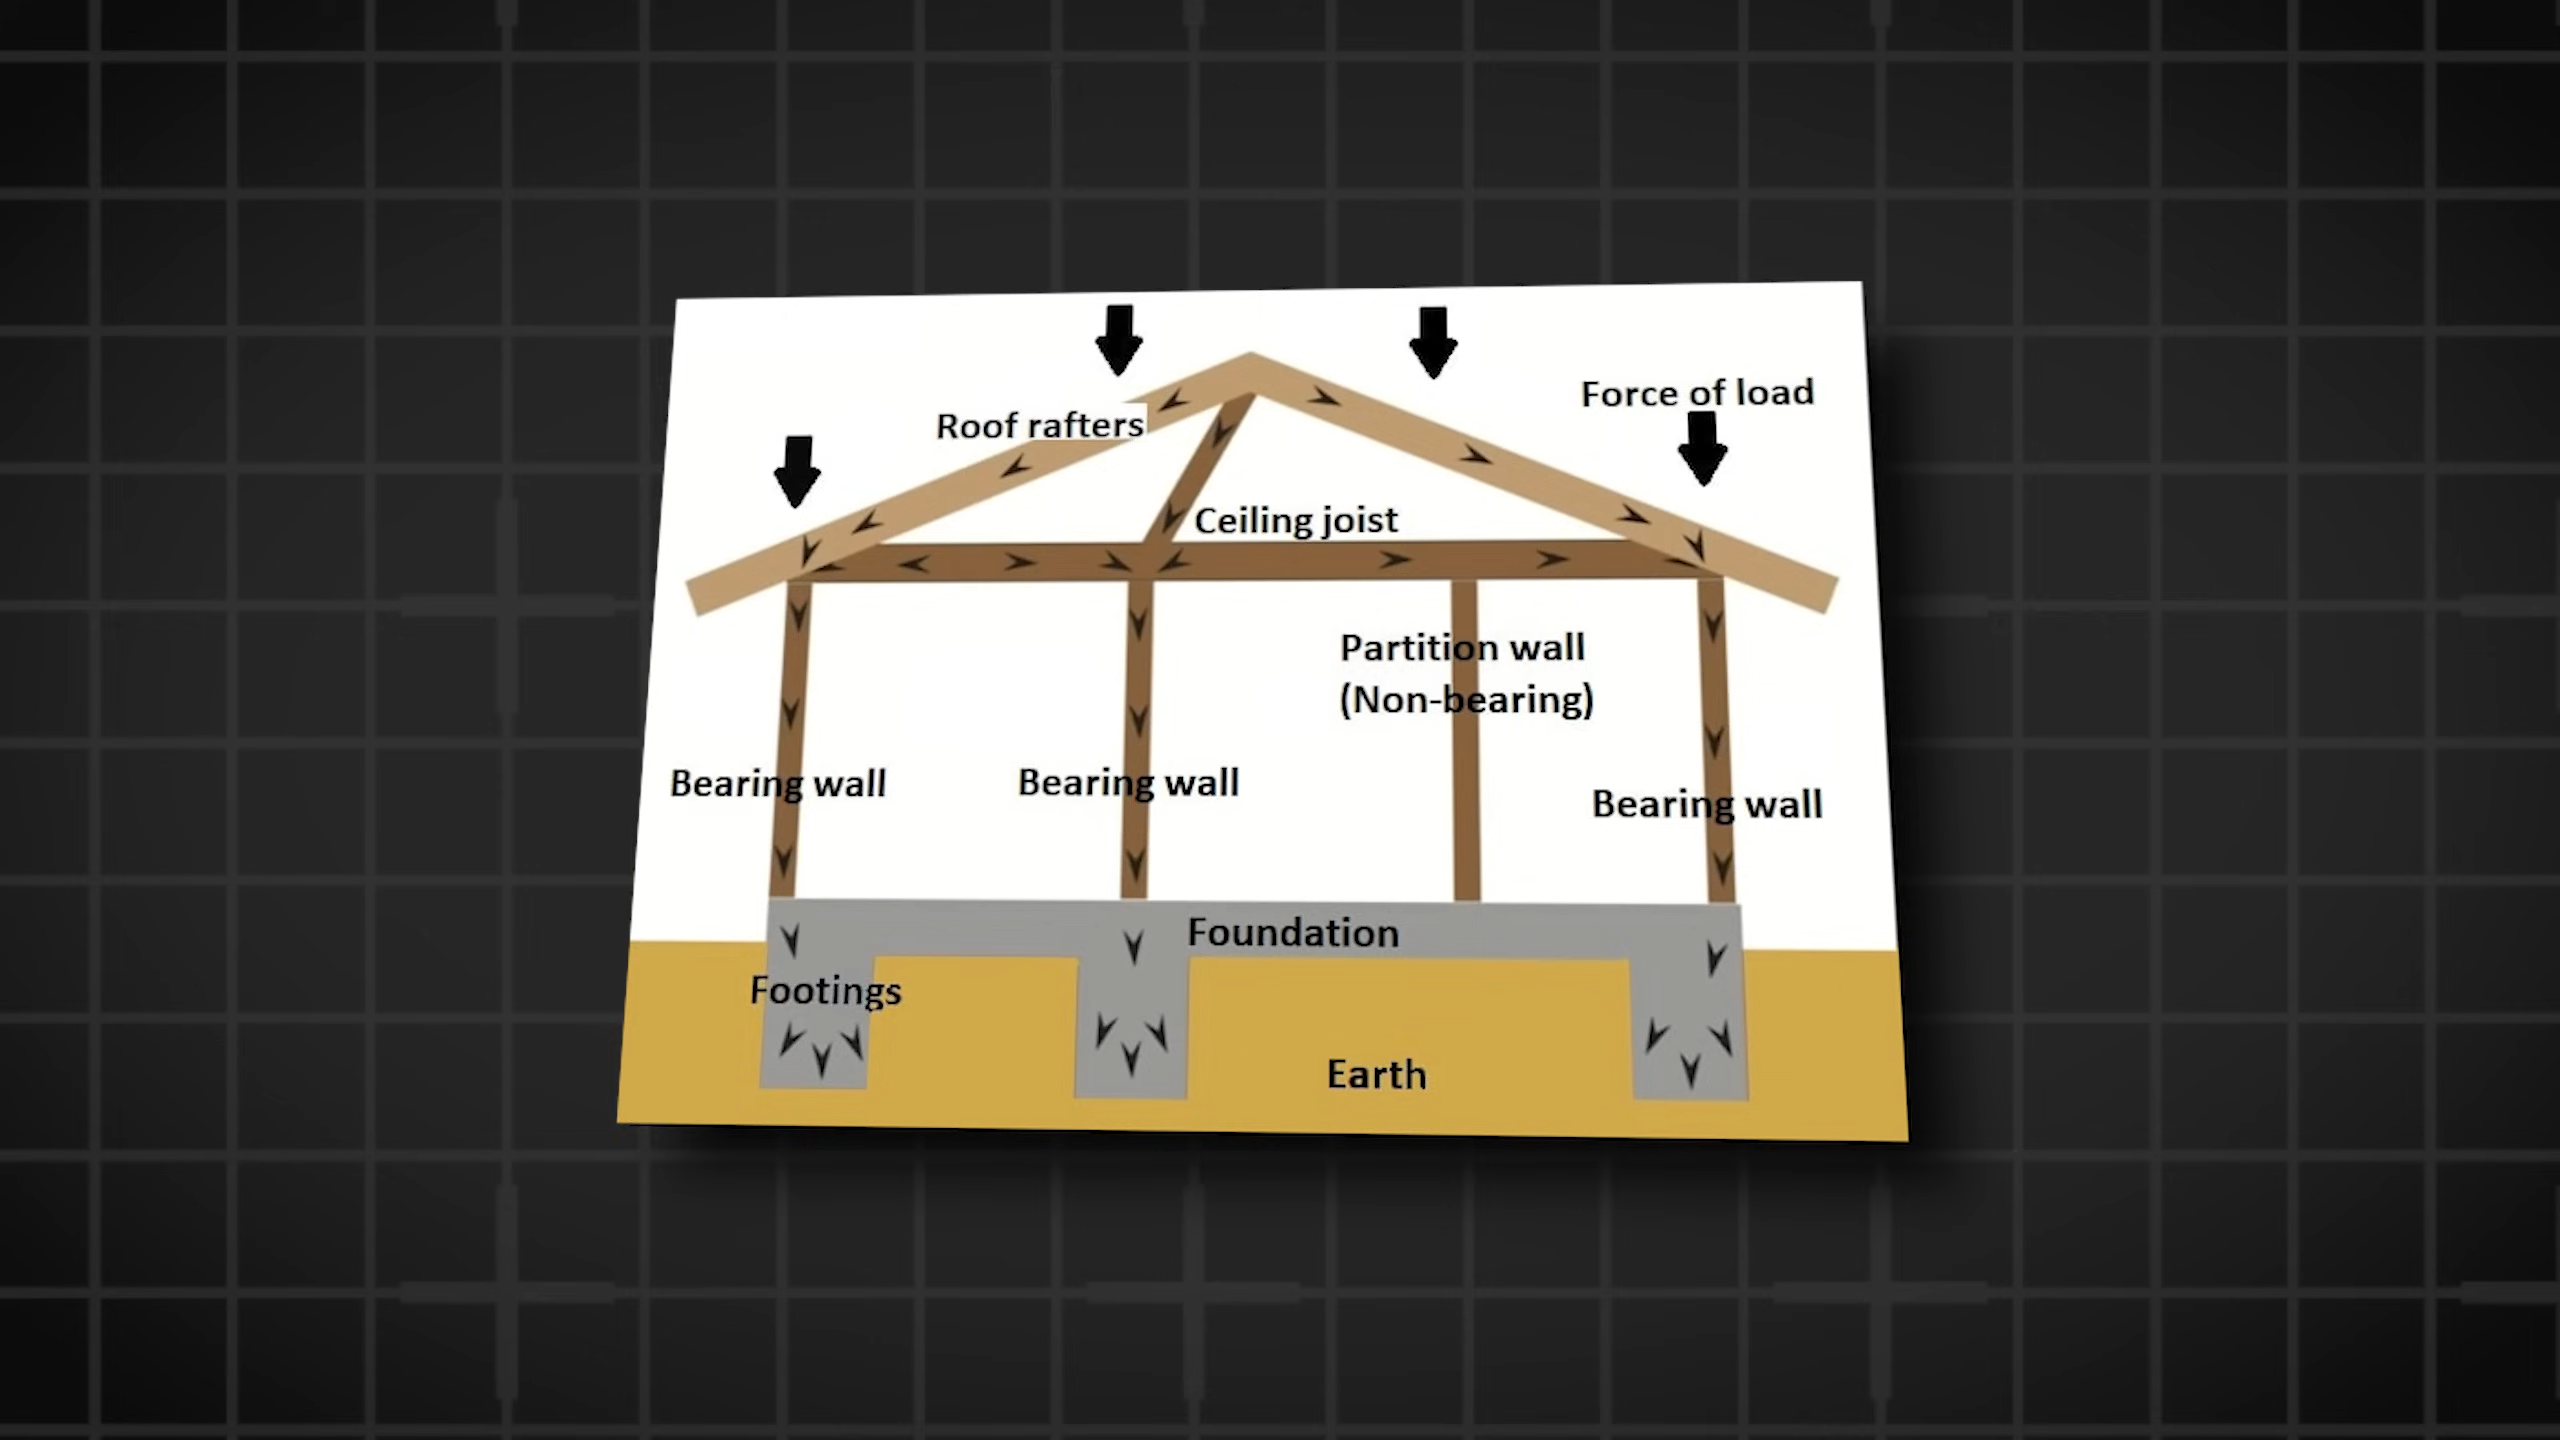 Force of load
Roof rafters
Ceiling joist
Partition wall
(Non-bearing)
Bearing wall
Bearing wall
Bearing wall
Foundation
Footings
Earth